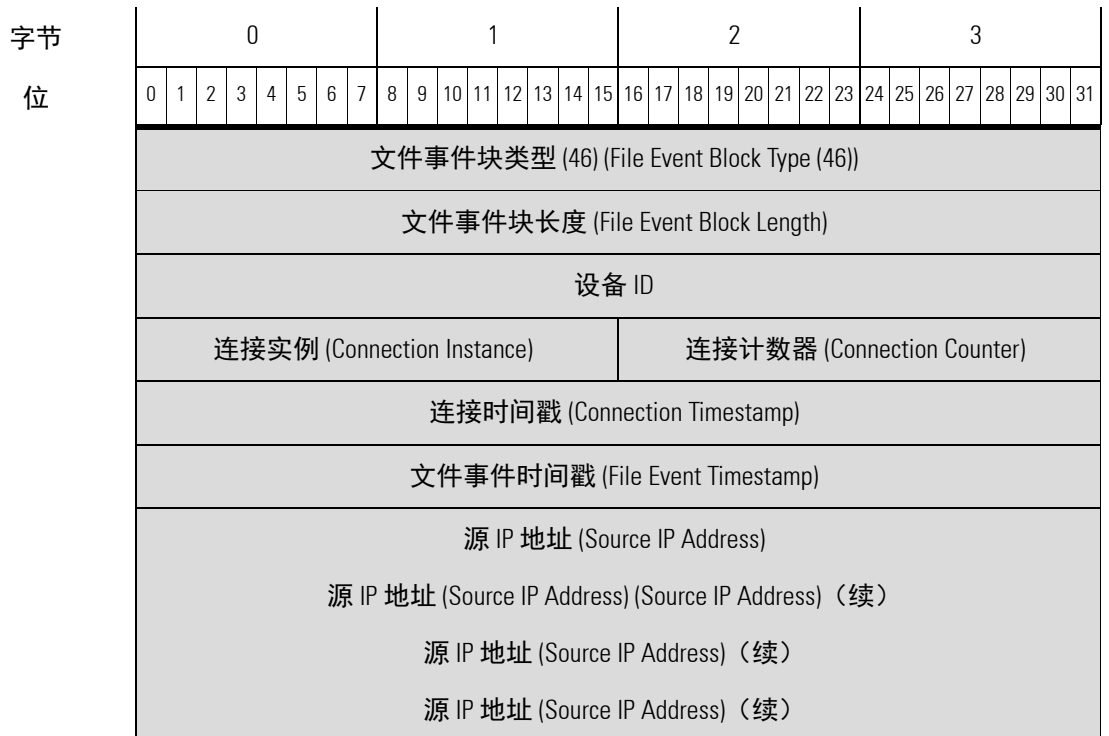 字节 0 1 2 3
位 0 1 2 3 4 5 6 7 8 9 10 11 12 13 14 15 16 17 18 19 20 21 22 23 24 25 26 27 28 29 30 31
文件事件块类型 (46) (File Event Block Type (46))
文件事件块长度 (File Event Block Length)
设备 ID
连接实例 (Connection Instance) 连接计数器 (Connection Counter)
连接时间戳 (Connection Timestamp)
文件事件时间戳 (File Event Timestamp)
源 IP 地址 (Source IP Address)
源 IP 地址 (Source IP Address) (Source IP Address)（续）
源 IP 地址 (Source IP Address)（续）
源 IP 地址 (Source IP Address)（续）